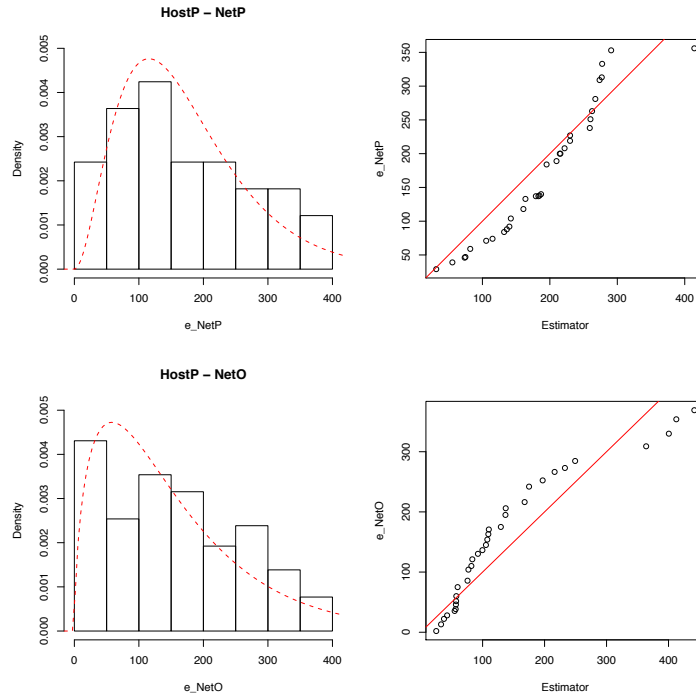 HostP − NetP
Density
0.000 0.001 0.002 0.003 0.004 0.005
0 100 200 300 400
e_NetP
e_NetP
50 100 150 200 250 300 350
100 200 300 400
Estimator
HostP − NetO
Density
0.000 0.001 0.002 0.003 0.004 0.005
0 100 200 300 400
e_NetO
e_NetO
0 100 200 300
100 200 300 400
Estimator